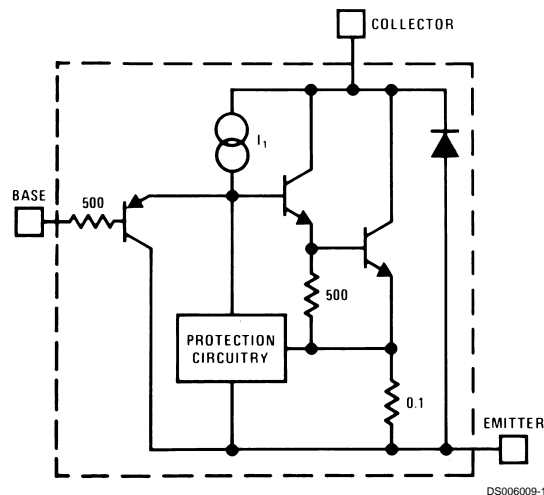 COLLECTOR
I₁
BASE
500
500
PROTECTION
CIRCUITRY
0.1
EMITTER
DS006009-1